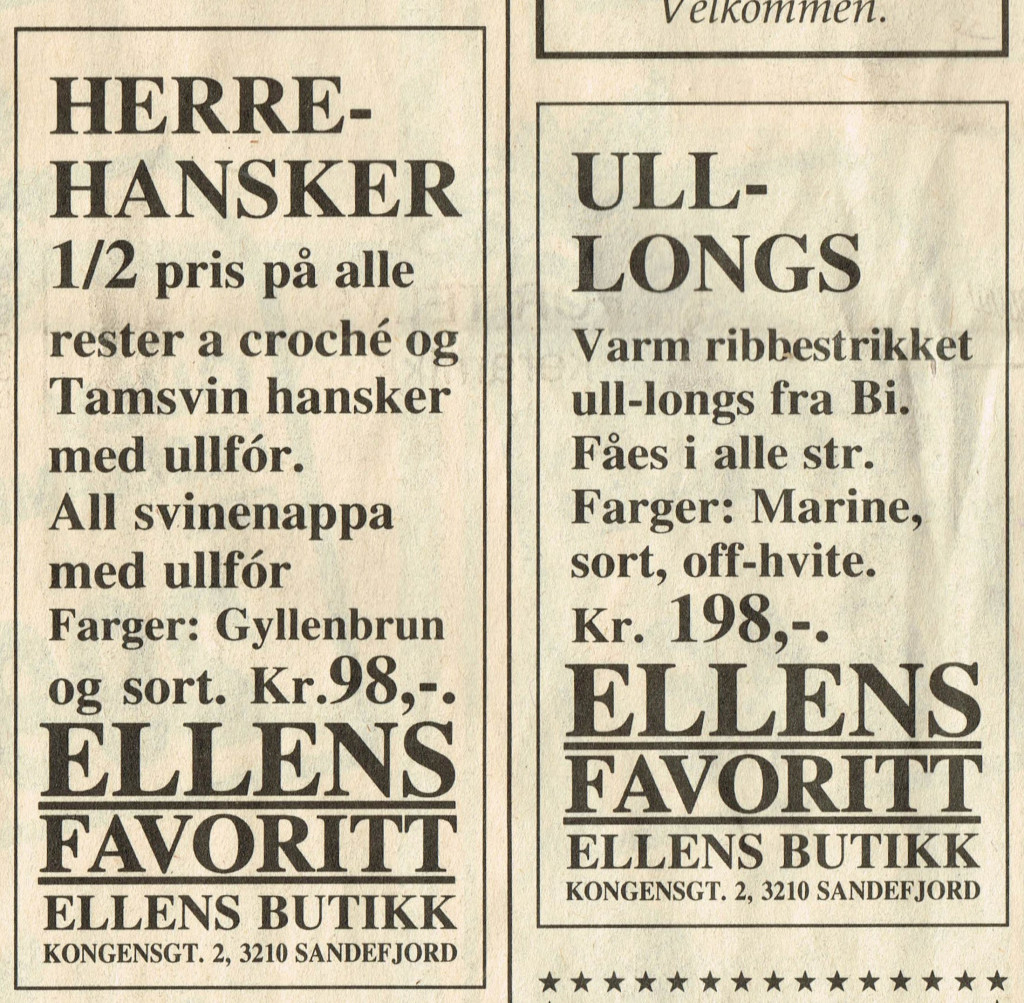 HERRE-
HANSKER
1/2 pris på alle
rester a croché og
Tamsvin hansker
med ullfór.
All svinenappa
med ullfór
Farger: Gyllenbrun
og sort. Kr.98,-.
ELLENS
FAVORITT
ELLENS BUTIKK
KONGENSGT. 2, 3210 SANDEFJORD
Velkommen.
ULL-
LONGS
Varm ribbestrikket
ull-longs fra Bi.
Fåes i alle str.
Farger: Marine,
sort, off-hvite.
Kr. 198,-.
ELLENS
FAVORITT
ELLENS BUTIKK
KONGENSGT. 2, 3210 SANDEFJORD